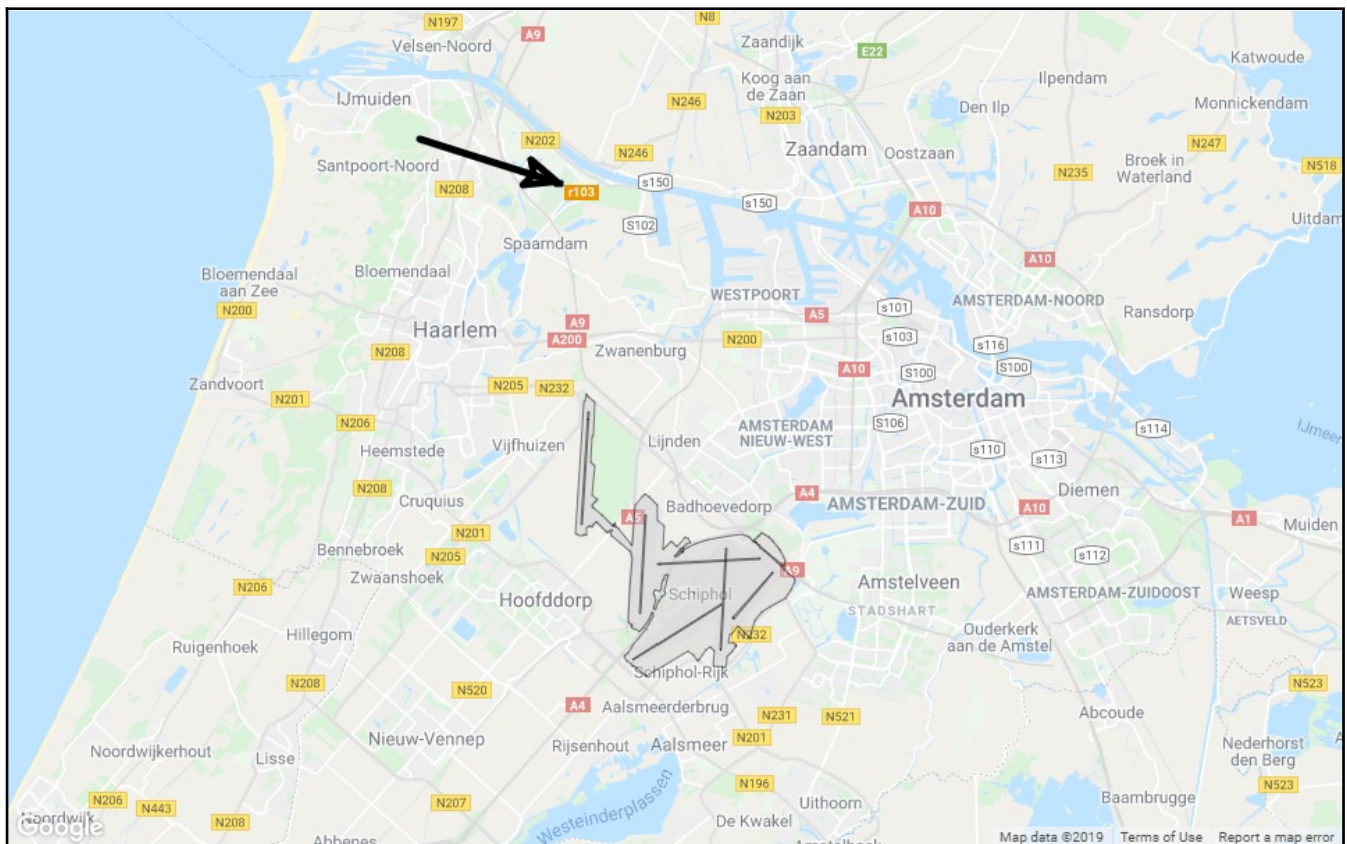 N197
A9
N8
Velsen-Noord
Zaandijk
E22
Katwoude
Koog aan
de Zaan
Ilpendam
IJmuiden
N246
Den Ilp
Monnickendam
N203
N202
N247
Zaandam
Oostzaan
Santpoort-Noord
N246
Broek in
Waterland
N518
N208
r103
s150
N235
s150
A10
S102
Uitdam
Spaarndam
A10
Bloemendaal
aan Zee
Bloemendaal
WESTPOORT
AMSTERDAM-NOORD
N200
s101
Ransdorp
A9
A5
Haarlem
A200
N200
s103
s116
N208
Zwanenburg
A10
S100
S100
Zandvoort
N205
N232
N201
Amsterdam
N206
AMSTERDAM
NIEUW-WEST
S106
s114
IJmeer
Heemstede
Vijfhuizen
Lijnden
s110
s113
N208
Cruquius
A4
Diemen
Badhoevedorp
AMSTERDAM-ZUID
A10
A5
A1
Muiden
N201
Bennebroek
N205
s111
s112
Zwaanshoek
A9
N206
Amstelveen
Hoofddorp
Schiphol
AMSTERDAM-ZUIDOOST
Weesp
STADSHART
AETSVELD
Hillegom
N232
Ouderkerk
aan de Amstel
Ruigenhoek
Schiphol-Rijk
N208
N520
N523
A4
Aalsmeerderbrug
N231
N521
Abcoude
Nieuw-Vennep
N201
Noordwijkerhout
Rijsenhout
Aalsmeer
Nederhorst
den Berg
Lisse
N196
N523
N206
N443
N207
Uithoorn
Baambrugge
Noordwijk
N208
Westeinderplassen
De Kwakel
Google
Abbenes
Map data ©2019 Terms of Use Report a map error